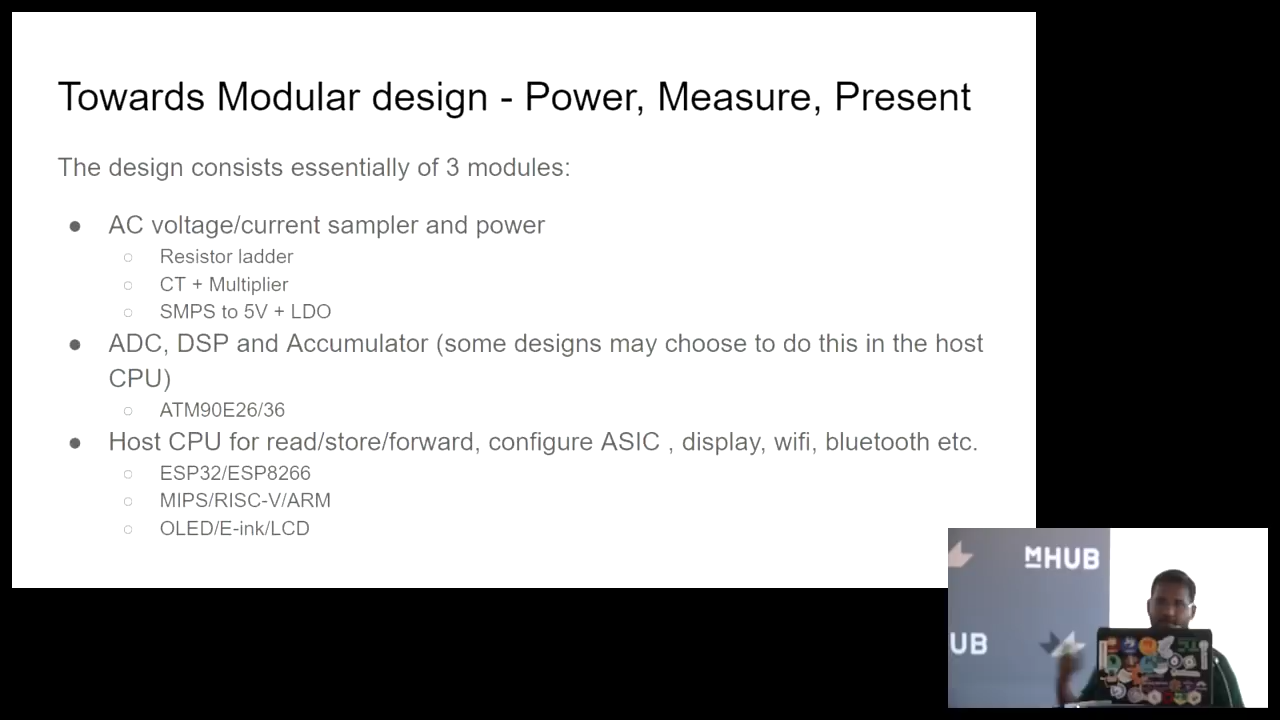 Towards Modular design - Power, Measure, Present
The design consists essentially of 3 modules:
● AC voltage/current sampler and power
○ Resistor ladder
○ CT + Multiplier
○ SMPS to 5V + LDO
● ADC, DSP and Accumulator (some designs may choose to do this in the host
CPU)
○ ATM90E26/36
● Host CPU for read/store/forward, configure ASIC , display, wifi, bluetooth etc.
○ ESP32/ESP8266
○ MIPS/RISC-V/ARM
○ OLED/E-ink/LCD
MHUB
UB